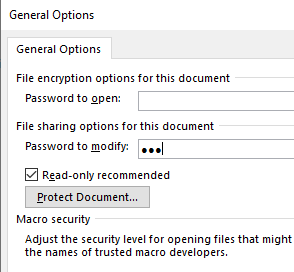 General Options
General Options
File encryption options for this document
Password to open:
File sharing options for this document
Password to modify: •••
Read-only recommended
Protect Document...
Macro security
Adjust the security level for opening files that might
the names of trusted macro developers.